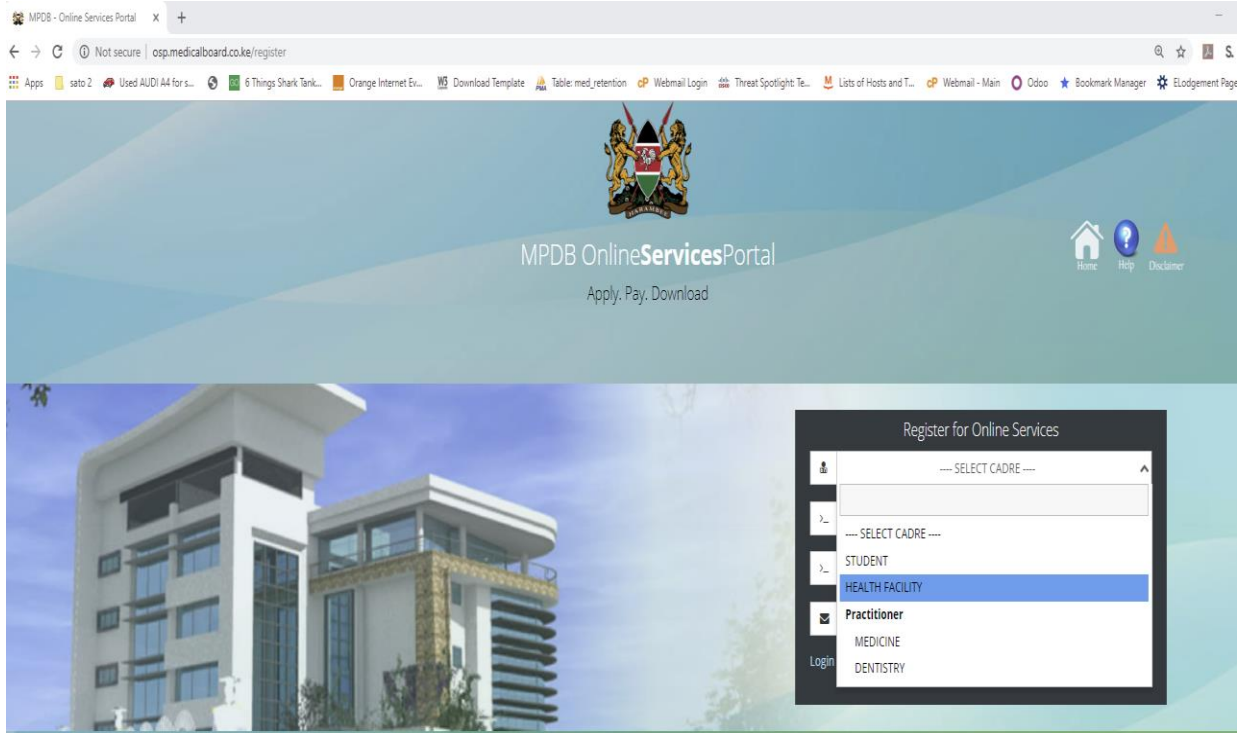 MPDB - Online Services Portal
Not secure | osp.medicalboard.co.ke/register
Apps sato 2 Used AUDI A4 for s... 6 Things Shark Tank... Orange Internet Ev... Download Template Table: med_retention Webmail Login Threat Spotlight: Te... Lists of Hosts and T... Webmail - Main Odoo Bookmark Manager ELodgement Page
HARAMBEE
MPDB OnlineServicesPortal
Apply. Pay. Download
Home Help Disclaimer
Register for Online Services
---- SELECT CADRE ----
---- SELECT CADRE ----
STUDENT
HEALTH FACILITY
Practitioner
MEDICINE
DENTISTRY
Login